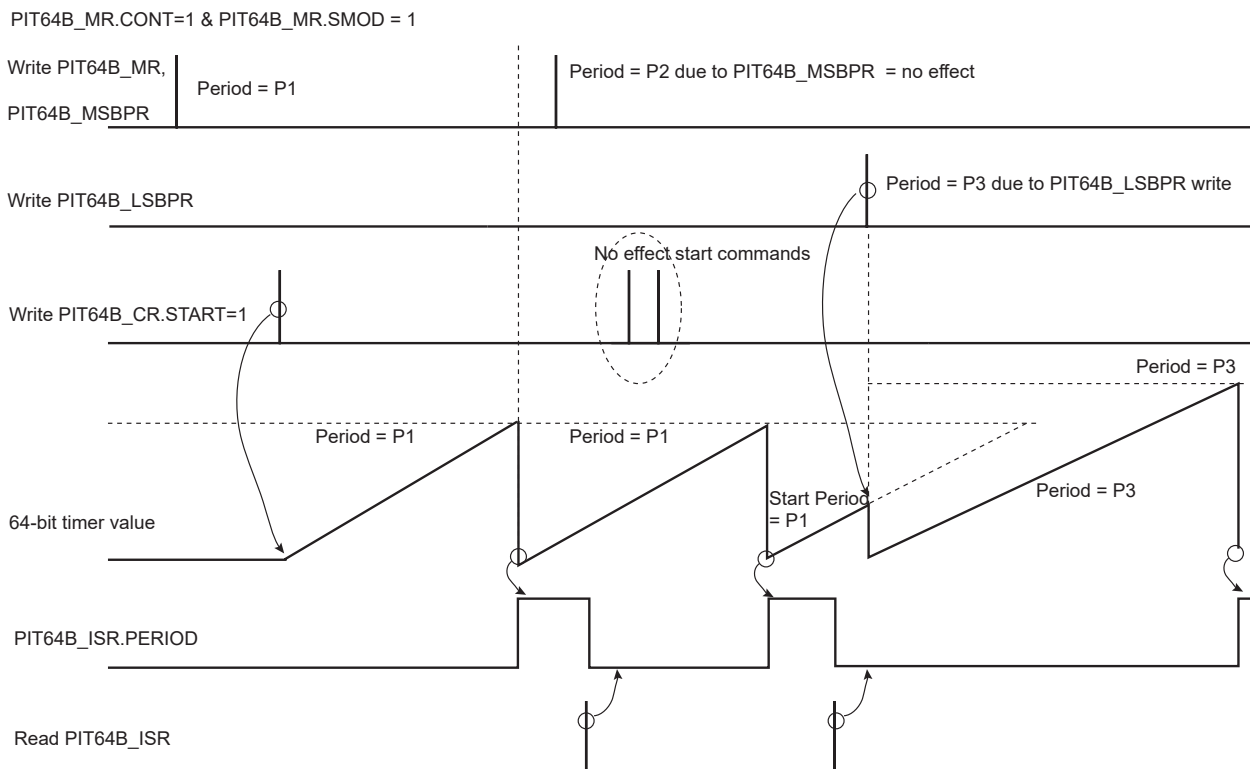 PIT64B_MR.CONT=1 & PIT64B_MR.SMOD = 1
Write PIT64B_MR,
PIT64B_MSBPR
Period = P1
Period = P2 due to PIT64B_MSBPR = no effect
Write PIT64B_LSBPR
Period = P3 due to PIT64B_LSBPR write
No effect start commands
Write PIT64B_CR.START=1
Period = P3
Period = P1
Period = P1
Start Period
= P1
Period = P3
64-bit timer value
PIT64B_ISR.PERIOD
Read PIT64B_ISR